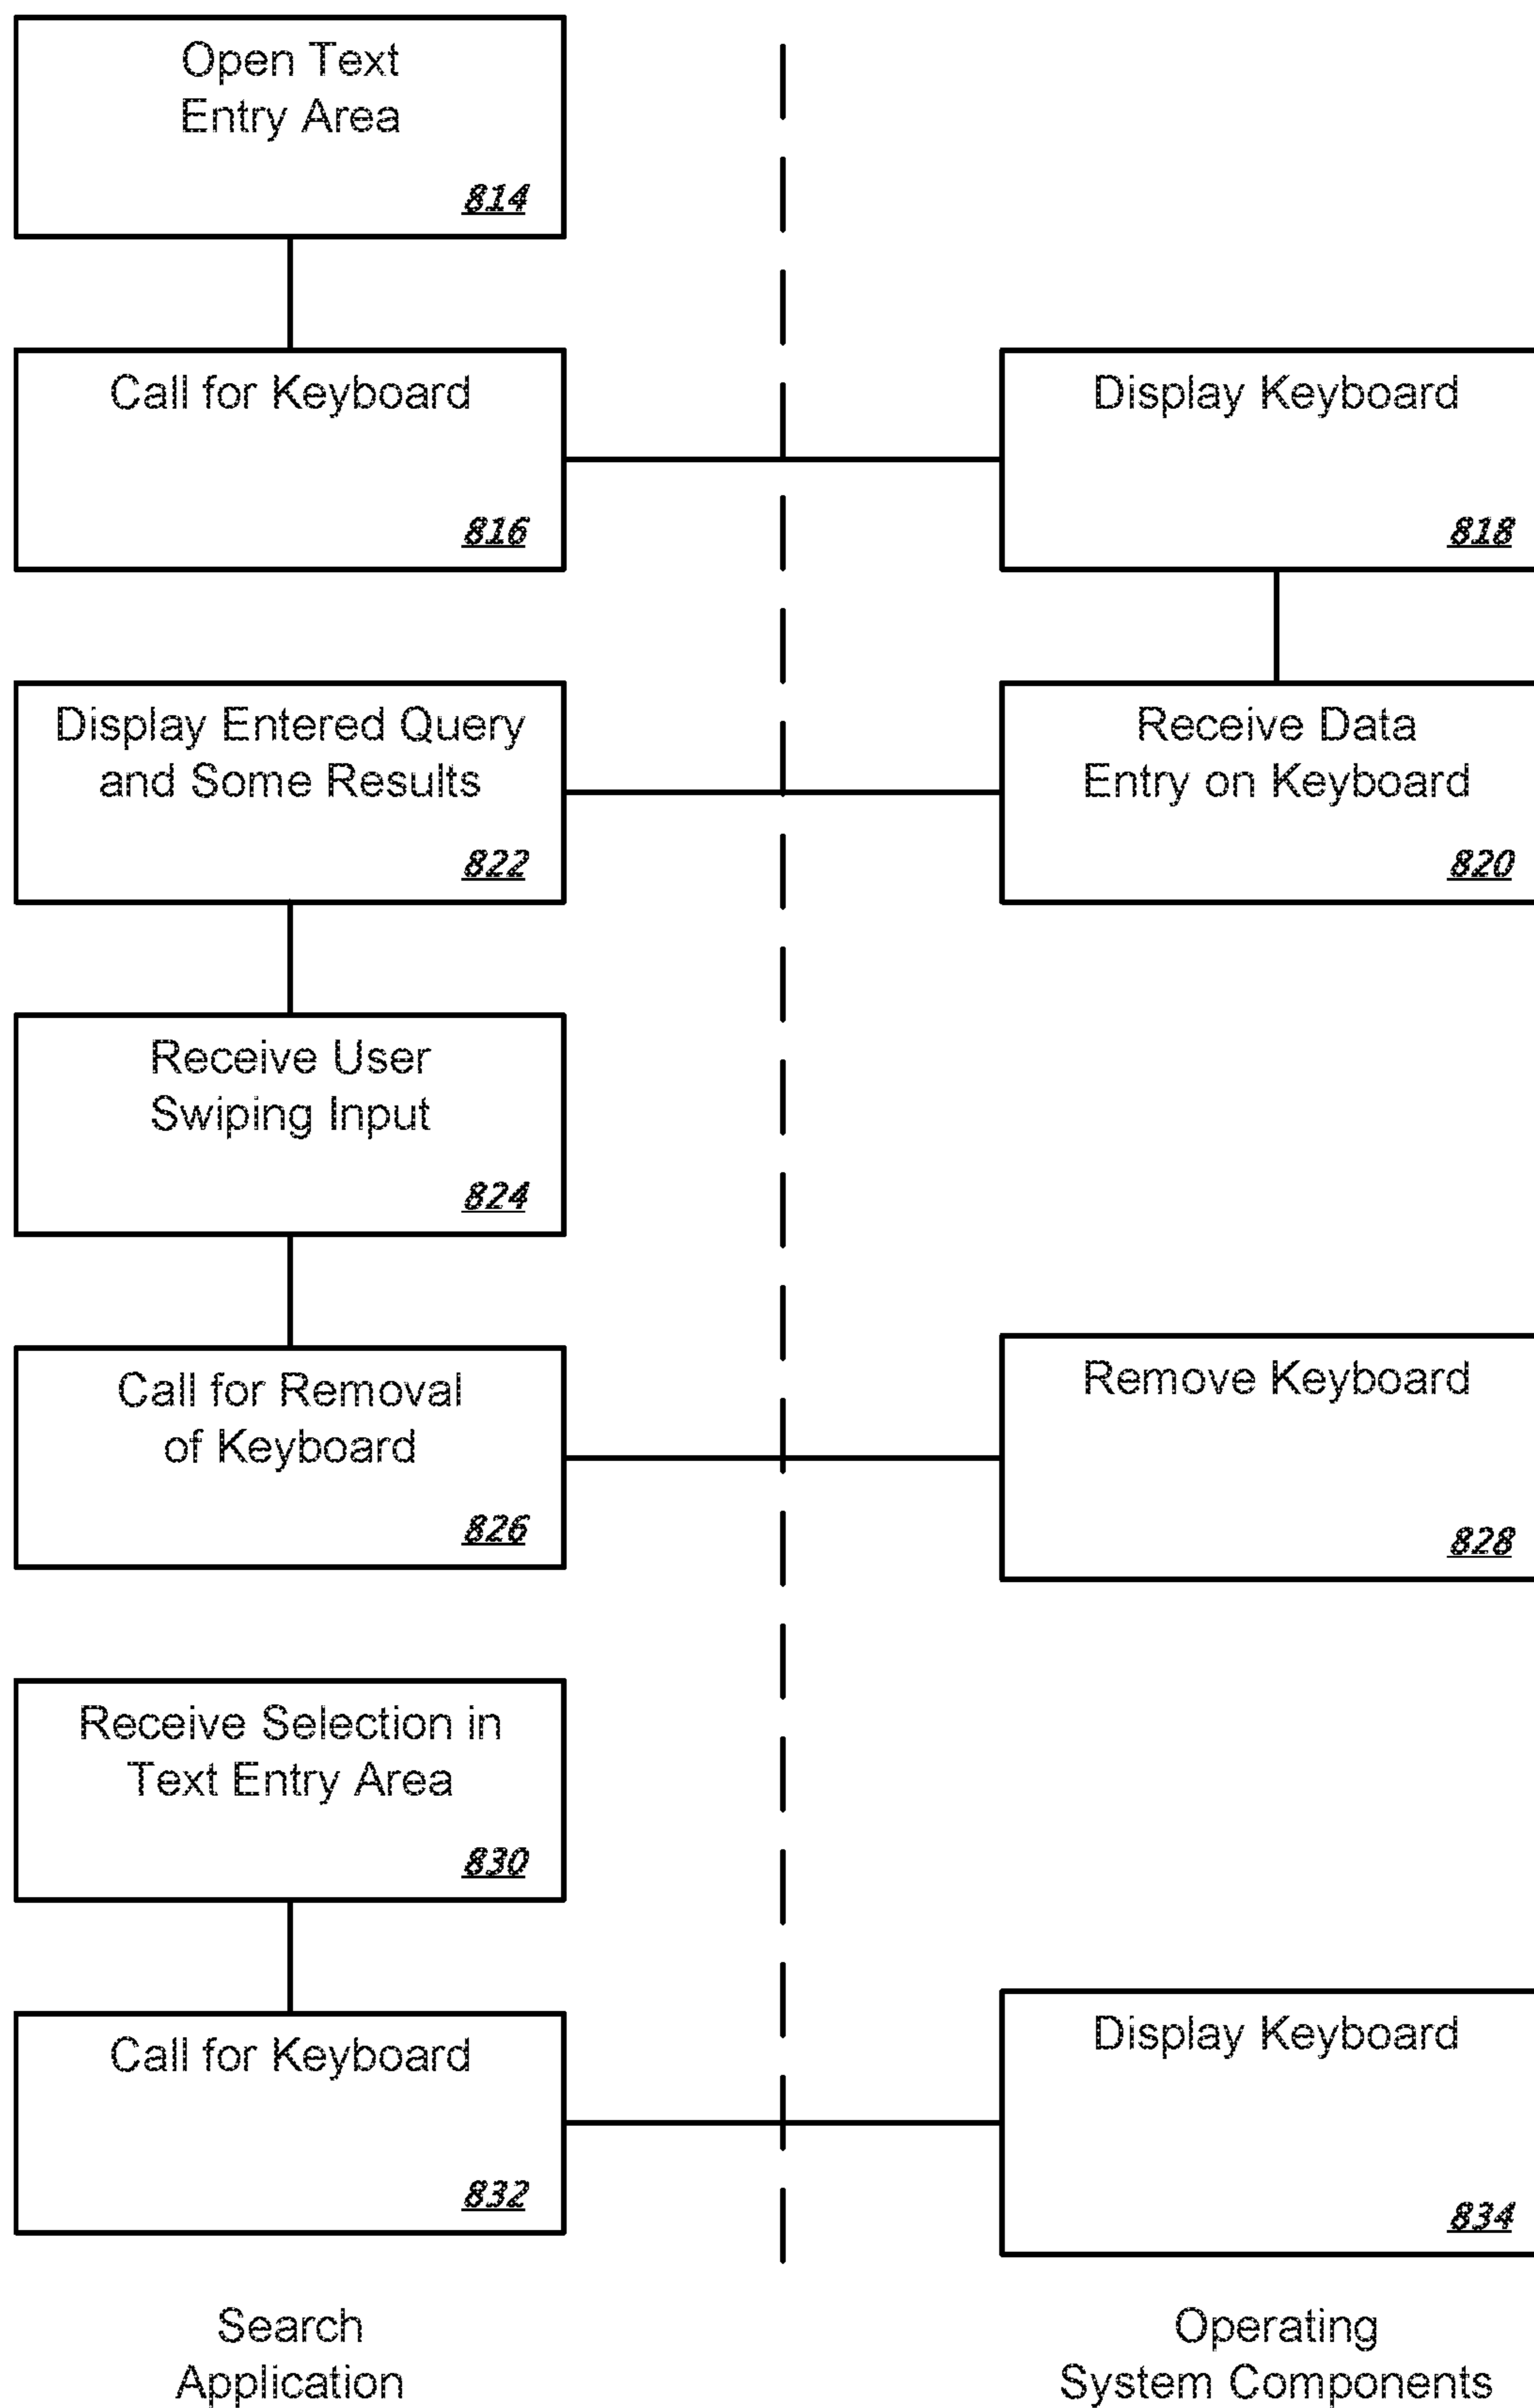 Open Text
Entry Area
814
Call for Keyboard
816
Display Keyboard
818
Display Entered Query
and Some Results
822
Receive Data
Entry on Keyboard
820
Receive User
Swiping Input
824
Call for Removal
of Keyboard
826
Remove Keyboard
828
Receive Selection in
Text Entry Area
830
Call for Keyboard
832
Display Keyboard
834
Search
Application
Operating
System Components